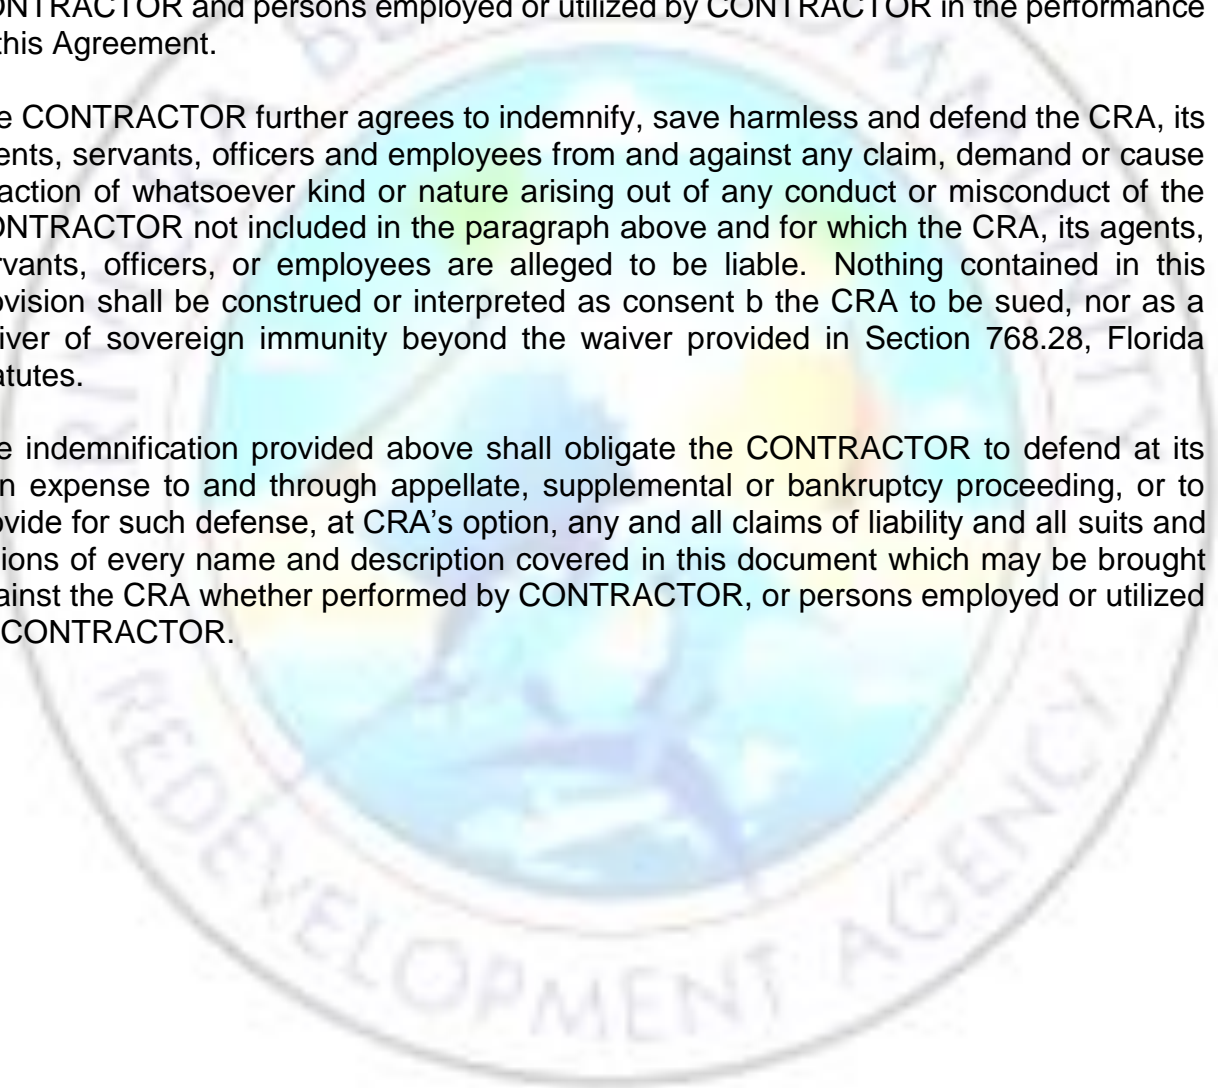 ONTRACTOR and persons employed or utilized by CONTRACTOR in the performance
this Agreement.
e CONTRACTOR further agrees to indemnify, save harmless and defend the CRA, its
ents, servants, officers and employees from and against any claim, demand or cause
action of whatsoever kind or nature arising out of any conduct or misconduct of the
ONTRACTOR not included in the paragraph above and for which the CRA, its agents,
rvants, officers, or employees are alleged to be liable. Nothing contained in this
ovision shall be construed or interpreted as consent b the CRA to be sued, nor as a
iver of sovereign immunity beyond the waiver provided in Section 768.28, Florida
atutes.
e indemnification provided above shall obligate the CONTRACTOR to defend at its
n expense to and through appellate, supplemental or bankruptcy proceeding, or to
ovide for such defense, at CRA's option, any and all claims of liability and all suits and
tions of every name and description covered in this document which may be brought
ainst the CRA whether performed by CONTRACTOR, or persons employed or utilized
CONTRACTOR.
REDEVELOPMENT AGENCY